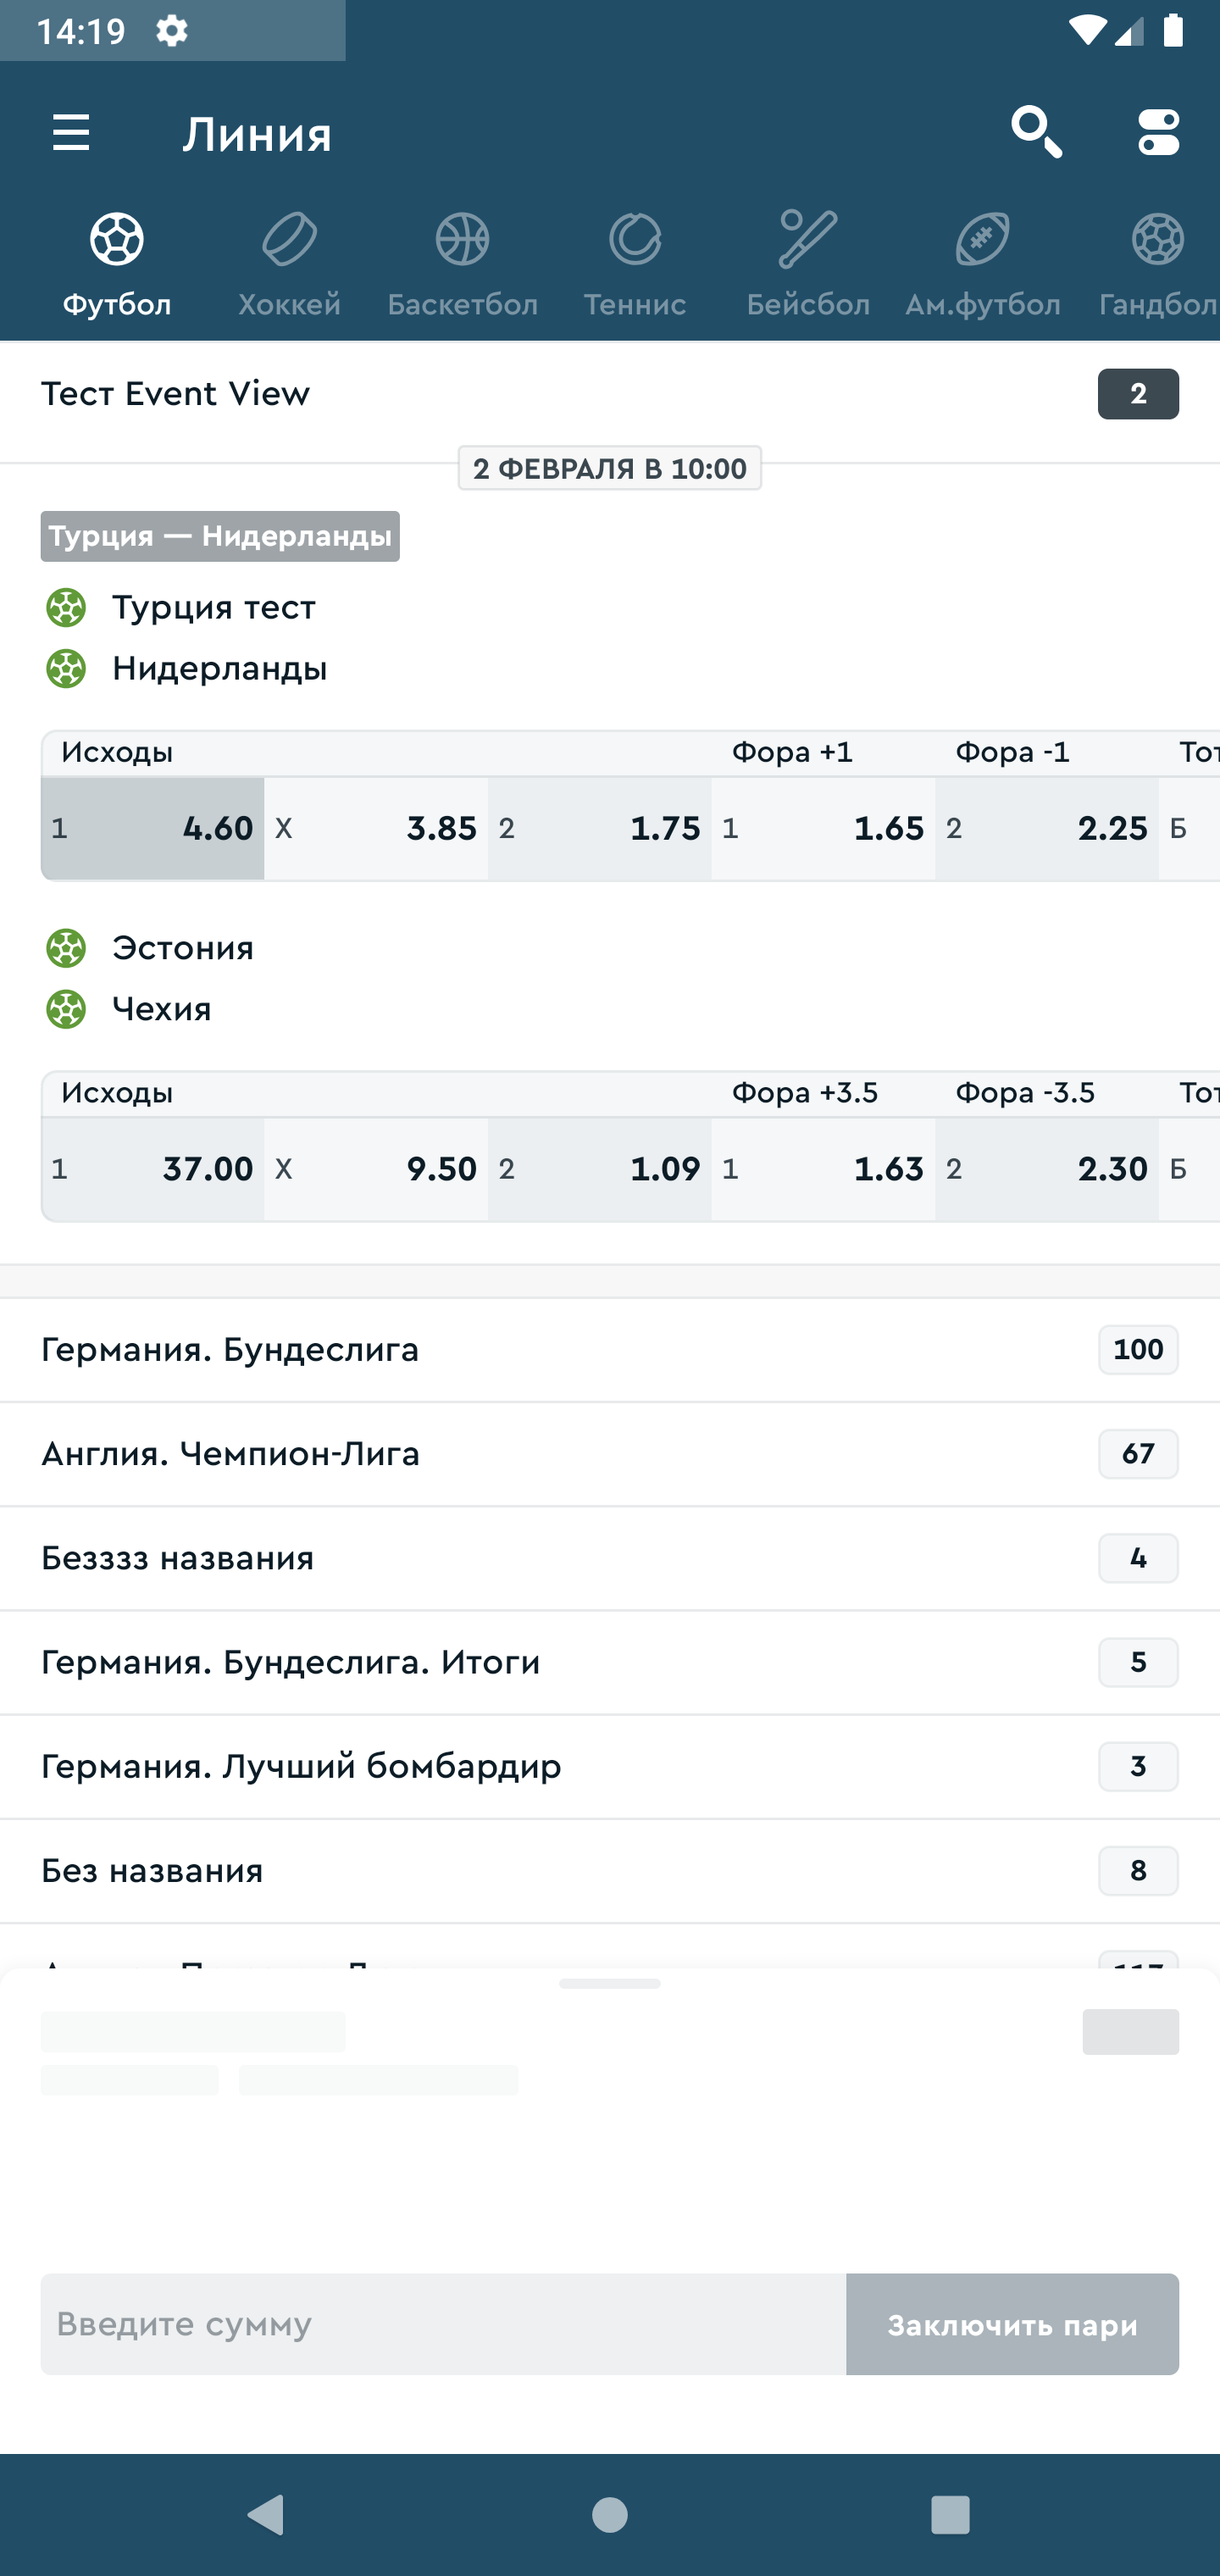 14:19
Линия
Футбол Хоккей Баскетбол Теннис Бейсбол Ам.футбол Гандбол
Тест Event View 2
2 ФЕВРАЛЯ В 10:00
Турция — Нидерланды
Турция тест
Нидерланды
Исходы Фора +1 Фора -1
1 4.60 X 3.85 2 1.75 1 1.65 2 2.25 Б
Эстония
Чехия
Исходы Фора +3.5 Фора -3.5
1 37.00 X 9.50 2 1.09 1 1.63 2 2.30 Б
Германия. Бундеслига 100
Англия. Чемпион-Лига 67
Безззз названия 4
Германия. Бундеслига. Итоги 5
Германия. Лучший бомбардир 3
Без названия 8
Введите сумму Заключить пари